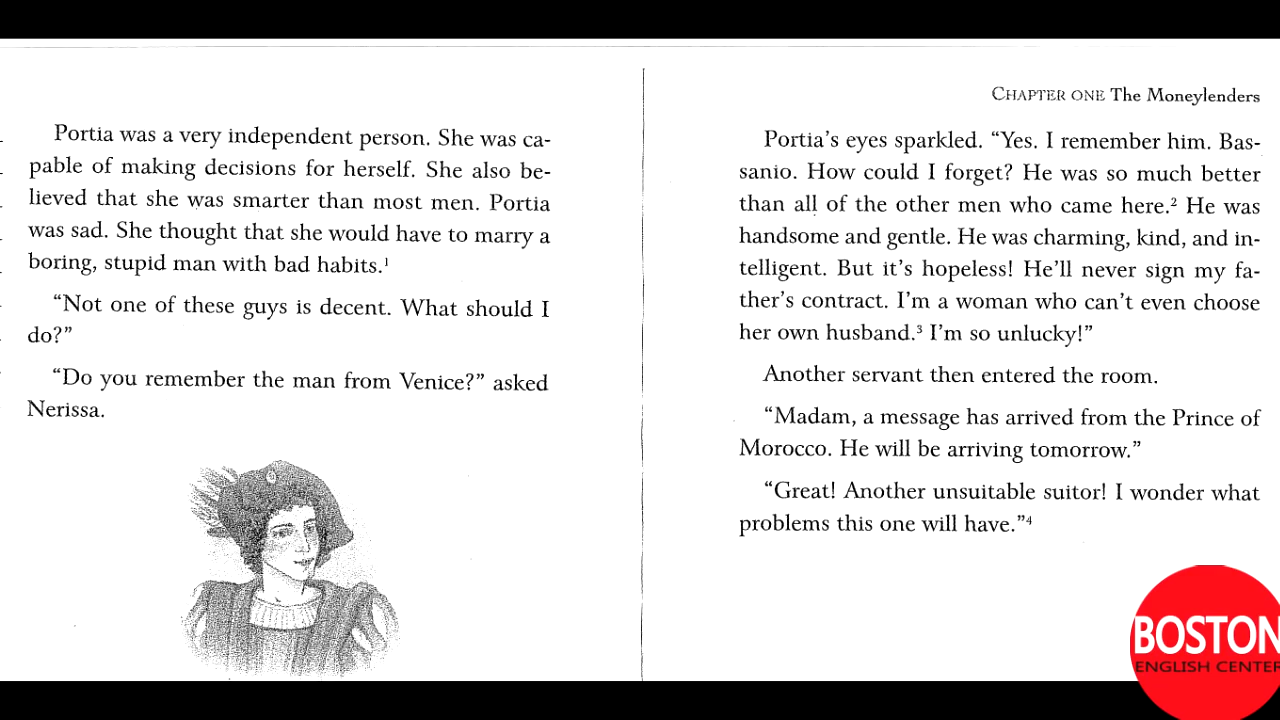 Portia was a very independent person. She was ca-
pable of making decisions for herself. She also be-
lieved that she was smarter than most men. Portia
was sad. She thought that she would have to marry a
boring, stupid man with bad habits.¹
“Not one of these guys is decent. What should I
do?”
“Do you remember the man from Venice?” asked
Nerissa.
CHAPTER ONE The Moneylenders
Portia’s eyes sparkled. “Yes. I remember him. Bas-
sanio. How could I forget? He was so much better
than all of the other men who came here.² He was
handsome and gentle. He was charming, kind, and in-
telligent. But it’s hopeless! He’ll never sign my fa-
ther’s contract. I’m a woman who can’t even choose
her own husband.³ I’m so unlucky!”
Another servant then entered the room.
“Madam, a message has arrived from the Prince of
Morocco. He will be arriving tomorrow.”
“Great! Another unsuitable suitor! I wonder what
problems this one will have.”⁴
BOSTON
ENGLISH CENTER